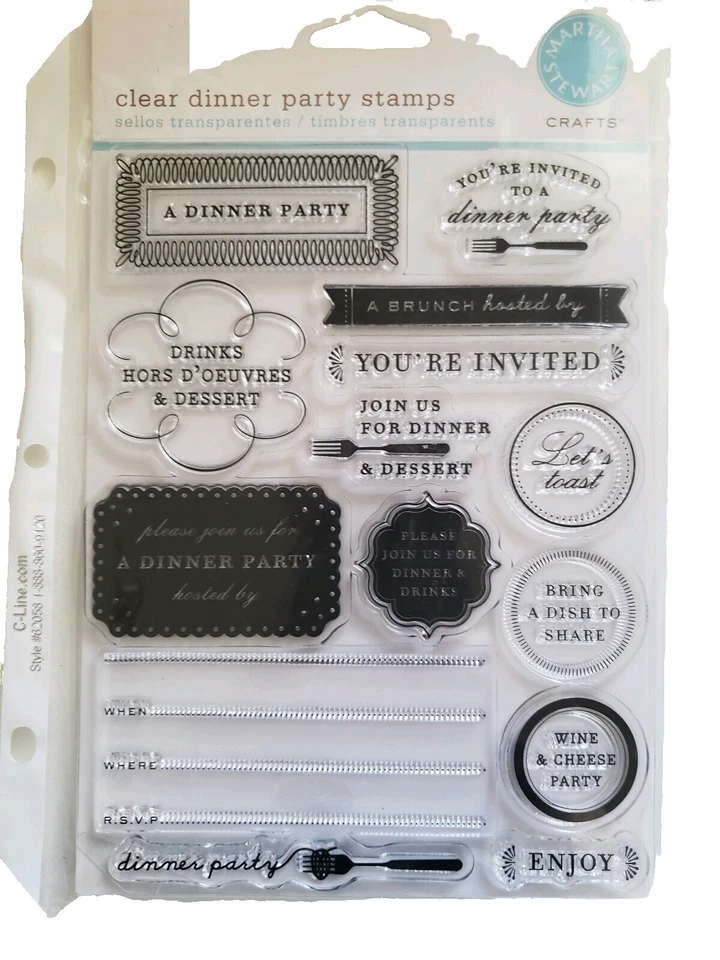 MARTHA
STEWART
CRAFTS
clear dinner party stamps
sellos transparentes / timbres transparents
A DINNER PARTY
YOU'RE INVITED
TO A
dinner party
A BRUNCH hosted by
DRINKS
HORS D'OEUVRES
& DESSERT
YOU'RE INVITED
JOIN US
FOR DINNER
& DESSERT
Let's
toast
please join us for
A DINNER PARTY
hosted by
PLEASE
JOIN US FOR
DINNER &
DRINKS
BRING
A DISH TO
SHARE
WHEN
WHERE
R.S.V.P.
WINE
& CHEESE
PARTY
dinner party
ENJOY
C-Line.com
Style #62058